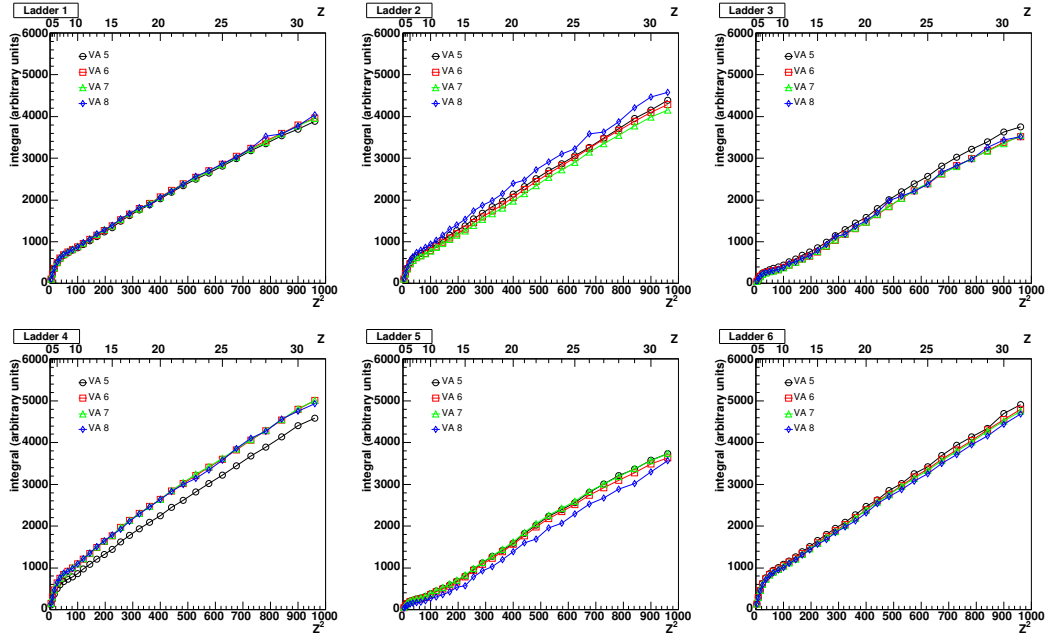 Ladder 1
05 10 15 20 25 30 Z
integral (arbitrary units)
6000
5000
4000
3000
2000
1000
0
VA 5
VA 6
VA 7
VA 8
0 100 200 300 400 500 600 700 800 900 1000
Z²
Ladder 2
05 10 15 20 25 30 Z
integral (arbitrary units)
6000
5000
4000
3000
2000
1000
0
VA 5
VA 6
VA 7
VA 8
0 100 200 300 400 500 600 700 800 900 1000
Z²
Ladder 3
05 10 15 20 25 30 Z
integral (arbitrary units)
6000
5000
4000
3000
2000
1000
0
VA 5
VA 6
VA 7
VA 8
0 100 200 300 400 500 600 700 800 900 1000
Z²
Ladder 4
05 10 15 20 25 30 Z
integral (arbitrary units)
6000
5000
4000
3000
2000
1000
0
VA 5
VA 6
VA 7
VA 8
0 100 200 300 400 500 600 700 800 900 1000
Z²
Ladder 5
05 10 15 20 25 30 Z
integral (arbitrary units)
6000
5000
4000
3000
2000
1000
0
VA 5
VA 6
VA 7
VA 8
0 100 200 300 400 500 600 700 800 900 1000
Z²
Ladder 6
05 10 15 20 25 30 Z
integral (arbitrary units)
6000
5000
4000
3000
2000
1000
0
VA 5
VA 6
VA 7
VA 8
0 100 200 300 400 500 600 700 800 900 1000
Z²